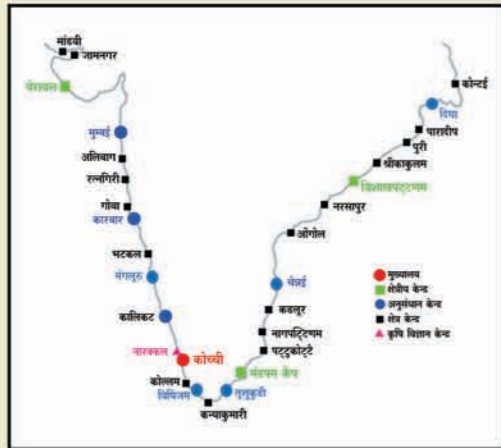 मांडवी
जामनगर
वेरावल
मुम्बई
अलिबाग
रत्नगिरी
गोवा
कारवार
भटकल
मंगलूरु
कालिकट
नारक्कल
कोच्ची
कोल्लम
विषिंजम
कन्याकुमारी
तूत्तुकुडी
मंडपम कैंप
पट्टुकोट्टै
नागपट्टिणम
कडलूर
चेन्नई
ओंगोल
नरसापुर
विशाखपट्टणम
श्रीकाकुलम
पुरी
पारादीप
दिघा
कोन्टई
मुख्यालय
क्षेत्रीय केन्द्र
अनुसंधान केन्द्र
क्षेत्र केन्द्र
कृषि विज्ञान केन्द्र